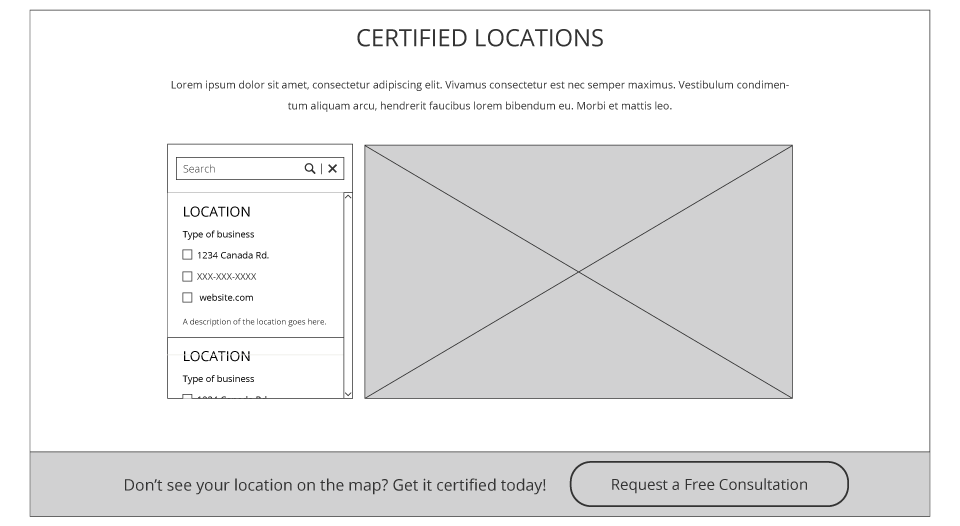 CERTIFIED LOCATIONS
Lorem ipsum dolor sit amet, consectetur adipiscing elit. Vivamus consectetur est nec semper maximus. Vestibulum condimen-
tum aliquam arcu, hendrerit faucibus lorem bibendum eu. Morbi et mattis leo.
Search
LOCATION
Type of business
1234 Canada Rd.
XXX-XXX-XXXX
website.com
A description of the location goes here.
LOCATION
Type of business
Don’t see your location on the map? Get it certified today!
Request a Free Consultation